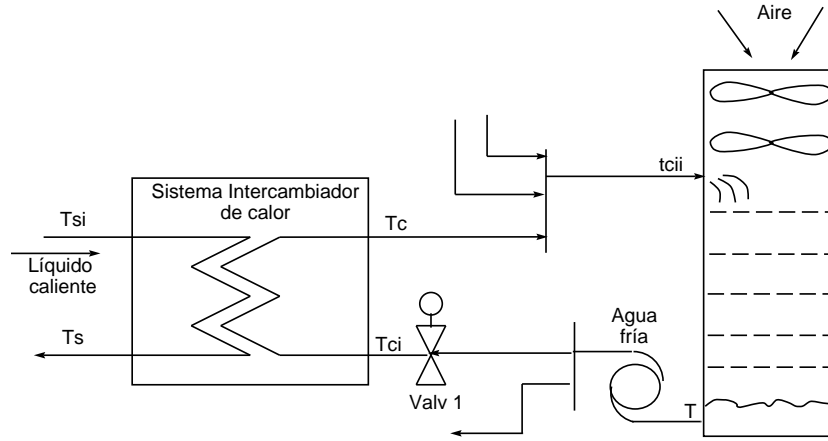 Aire
tcii
Sistema Intercambiador
de calor
Tsi
Tc
Líquido
caliente
Agua
fría
Ts
Tci
Valv 1
T